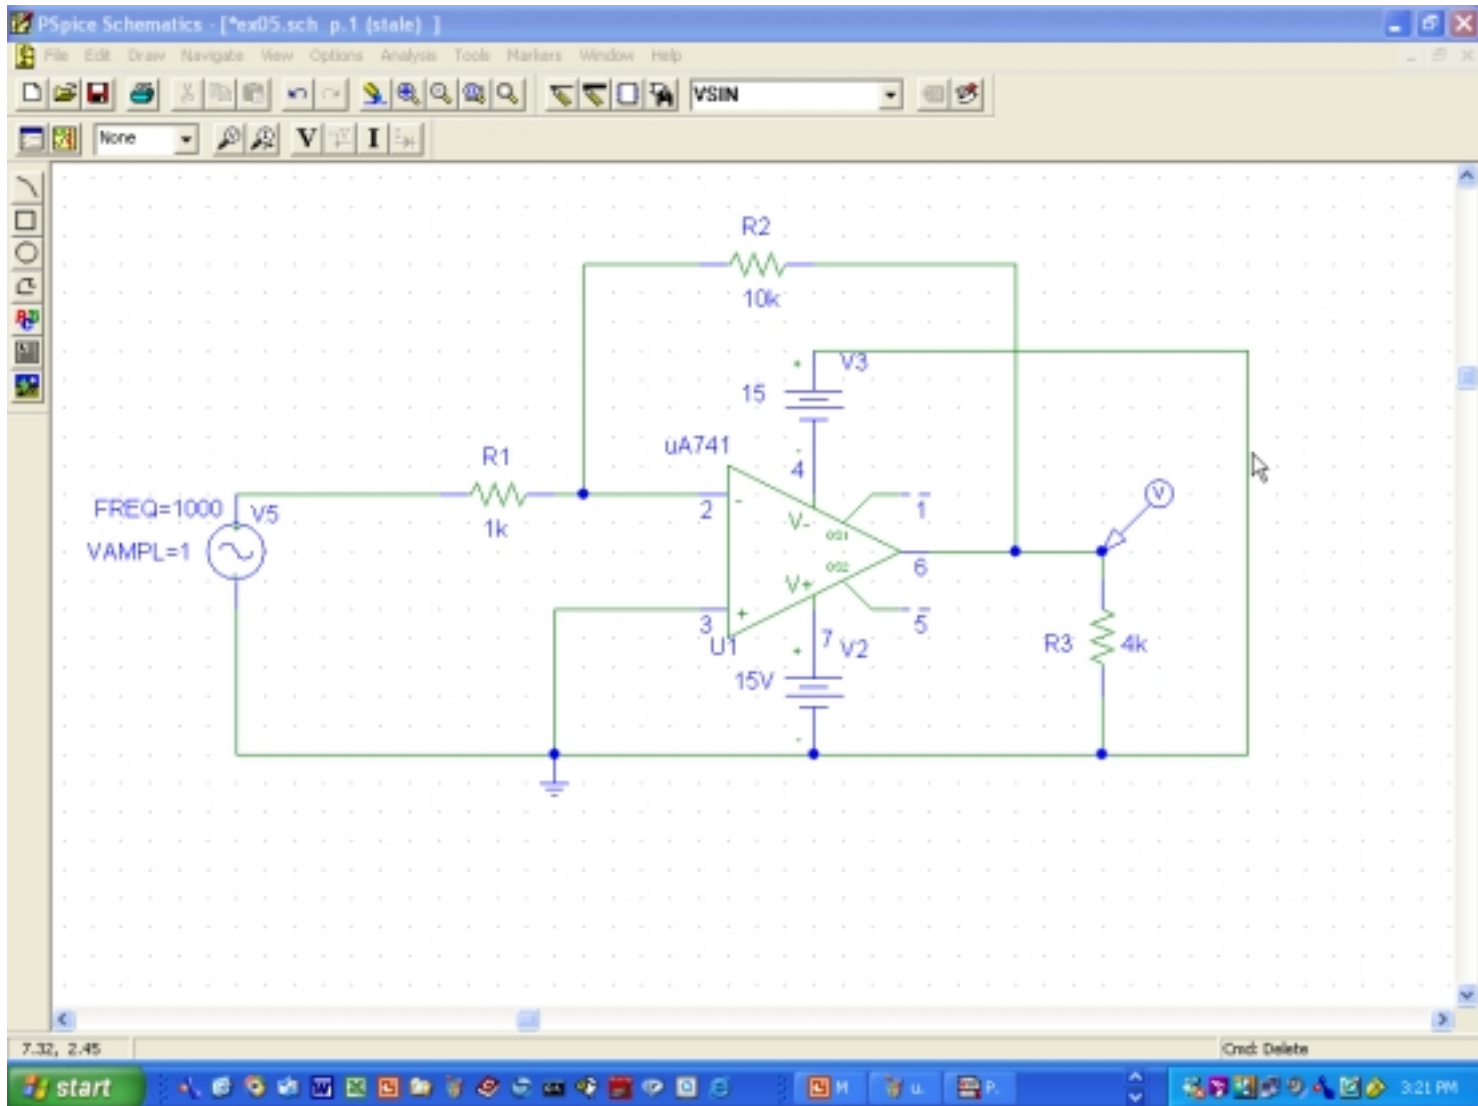 PSpice Schematics - [*ex05.sch p.1 (stale) ]
File Edit Draw Navigate View Options Analysis Tools Markers Window Help
VSIN
None
V
I
R2
10k
+
V3
15
-
uA741
4
R1
1k
FREQ=1000
V5
VAMPL=1
2
-
V-
OS1
1
V
OS2
6
V+
3
+
U1
5
7
+
V2
15V
-
R3
4k
7.32, 2.45
Cmd: Delete
start
M
u.
P.
3:21 PM